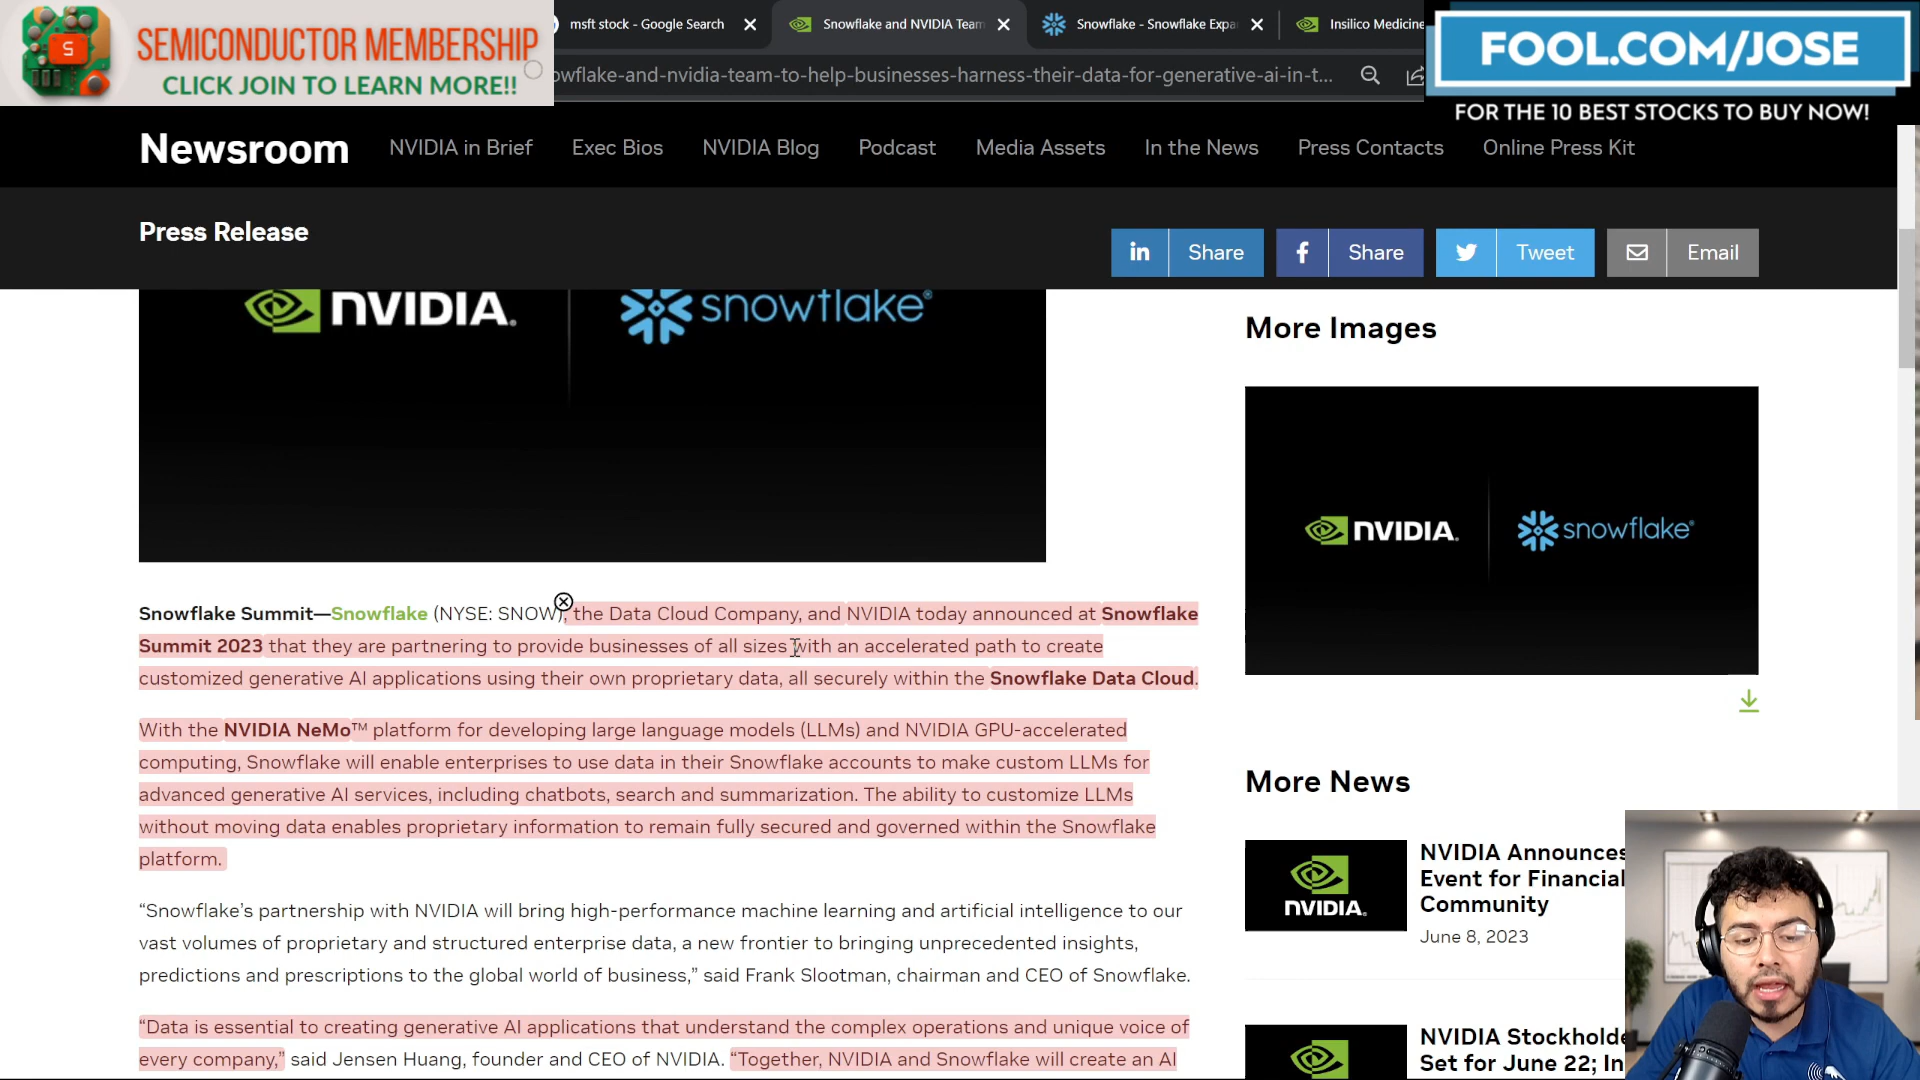 SEMICONDUCTOR MEMBERSHIP
CLICK JOIN TO LEARN MORE!!
S
msft stock - Google Search
Snowflake and NVIDIA Team
Snowflake - Snowflake Expa
Insilico Medicine
owflake-and-nvidia-team-to-help-businesses-harness-their-data-for-generative-ai-in-t...
FOOL.COM/JOSE
FOR THE 10 BEST STOCKS TO BUY NOW!
Newsroom
NVIDIA in Brief
Exec Bios
NVIDIA Blog
Podcast
Media Assets
In the News
Press Contacts
Online Press Kit
Press Release
in Share
f Share
Tweet
Email
NVIDIA.
snowflake®
Snowflake Summit—Snowflake (NYSE: SNOW), the Data Cloud Company, and NVIDIA today announced at Snowflake
Summit 2023 that they are partnering to provide businesses of all sizes with an accelerated path to create
customized generative AI applications using their own proprietary data, all securely within the Snowflake Data Cloud.
With the NVIDIA NeMo™ platform for developing large language models (LLMs) and NVIDIA GPU-accelerated
computing, Snowflake will enable enterprises to use data in their Snowflake accounts to make custom LLMs for
advanced generative AI services, including chatbots, search and summarization. The ability to customize LLMs
without moving data enables proprietary information to remain fully secured and governed within the Snowflake
platform.
“Snowflake’s partnership with NVIDIA will bring high-performance machine learning and artificial intelligence to our
vast volumes of proprietary and structured enterprise data, a new frontier to bringing unprecedented insights,
predictions and prescriptions to the global world of business,” said Frank Slootman, chairman and CEO of Snowflake.
“Data is essential to creating generative AI applications that understand the complex operations and unique voice of
every company,” said Jensen Huang, founder and CEO of NVIDIA. “Together, NVIDIA and Snowflake will create an AI
More Images
NVIDIA.
snowflake®
More News
NVIDIA.
NVIDIA Announces
Event for Financial
Community
June 8, 2023
NVIDIA Stockholde
Set for June 22; In